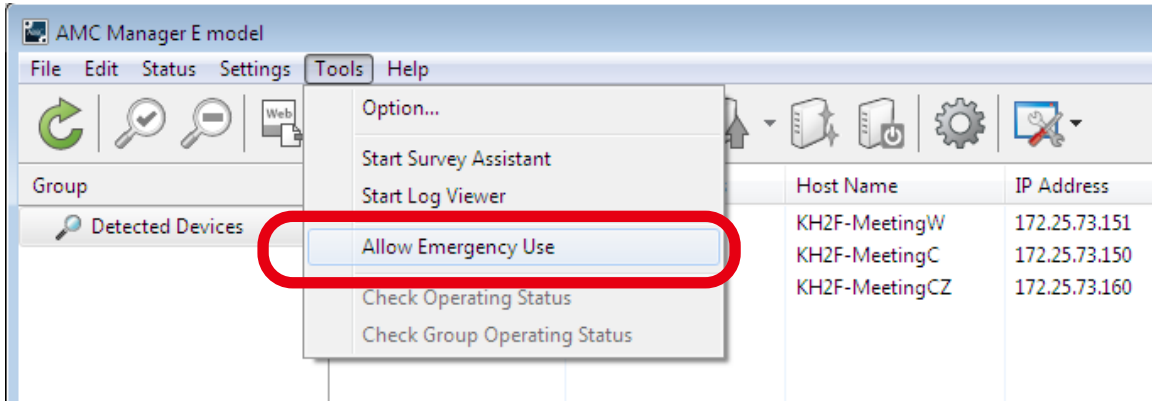 AMC Manager E model
File Edit Status Settings Tools Help
Web
Option...
Start Survey Assistant
Start Log Viewer
Allow Emergency Use
Check Operating Status
Check Group Operating Status
Group
Detected Devices
Host Name IP Address
KH2F-MeetingW 172.25.73.151
KH2F-MeetingC 172.25.73.150
KH2F-MeetingCZ 172.25.73.160